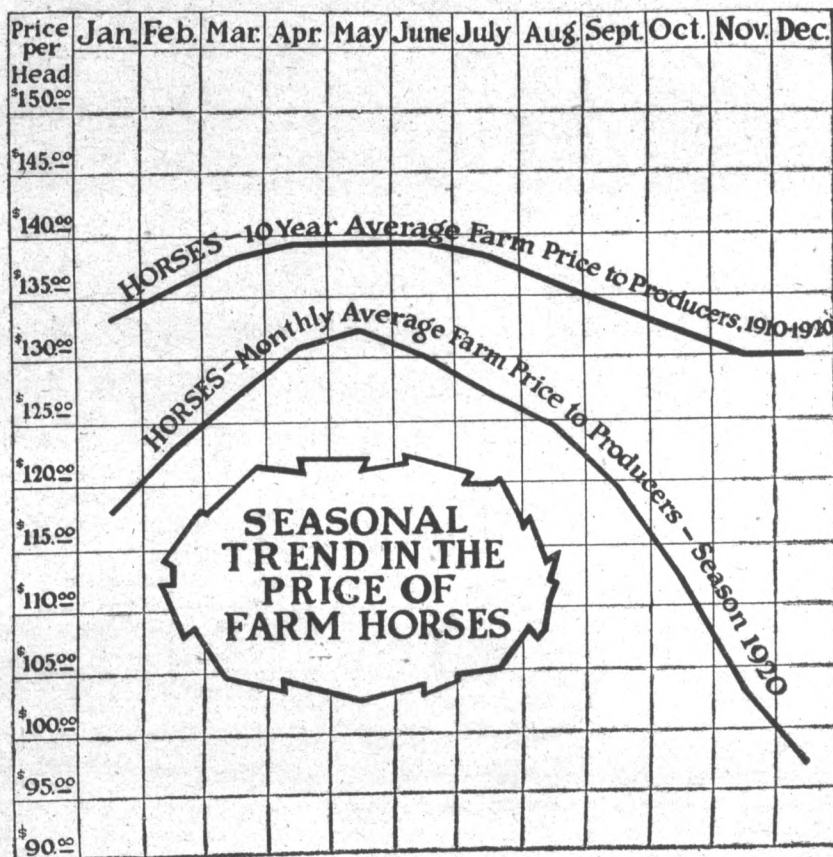 Price per Head
Jan. Feb. Mar. Apr. May June July Aug. Sept. Oct. Nov. Dec.
$150.00
$145.00
$140.00
$135.00
$130.00
$125.00
$120.00
$115.00
$110.00
$105.00
$100.00
$95.00
$90.00
HORSES—10 Year Average Farm Price to Producers, 1910-1920
HORSES—Monthly Average Farm Price to Producers—Season 1920
SEASONAL
TREND IN THE
PRICE OF
FARM HORSES